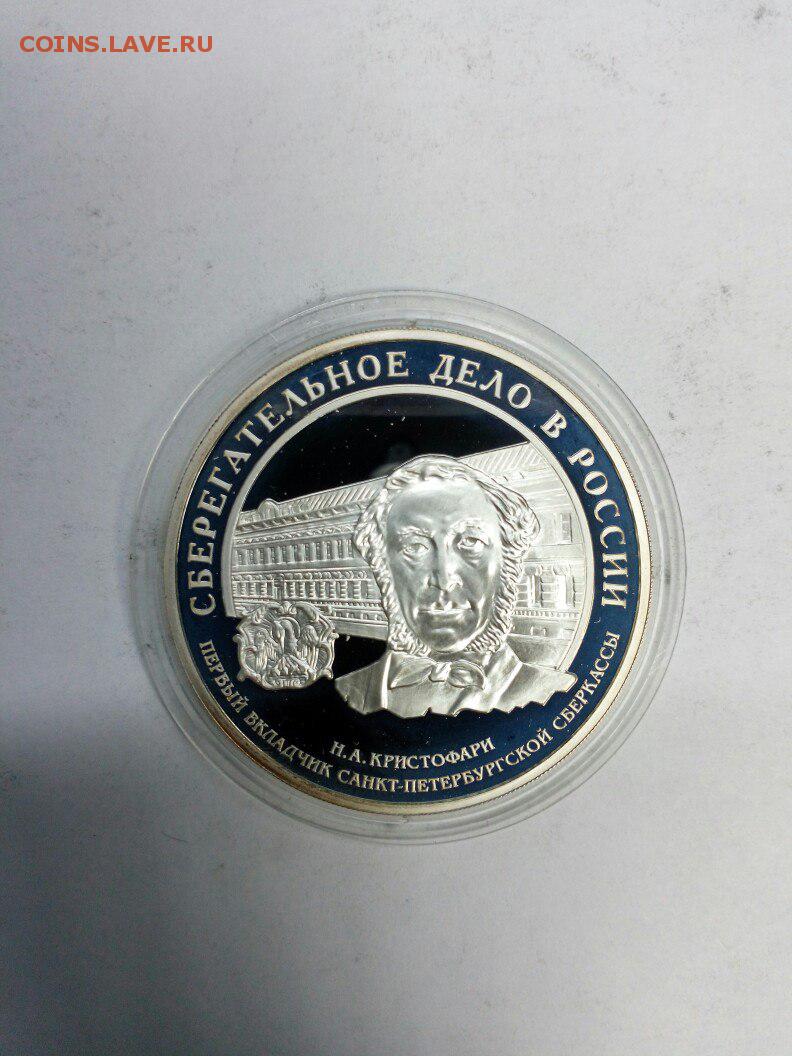 COINS.LAVE.RU
СБЕРЕГАТЕЛЬНОЕ ДЕЛО В РОССИИ
Н.А. КРИСТОФАРИ
ПЕРВЫЙ ВКЛАДЧИК САНКТ-ПЕТЕРБУРГСКОЙ СБЕРКАССЫ